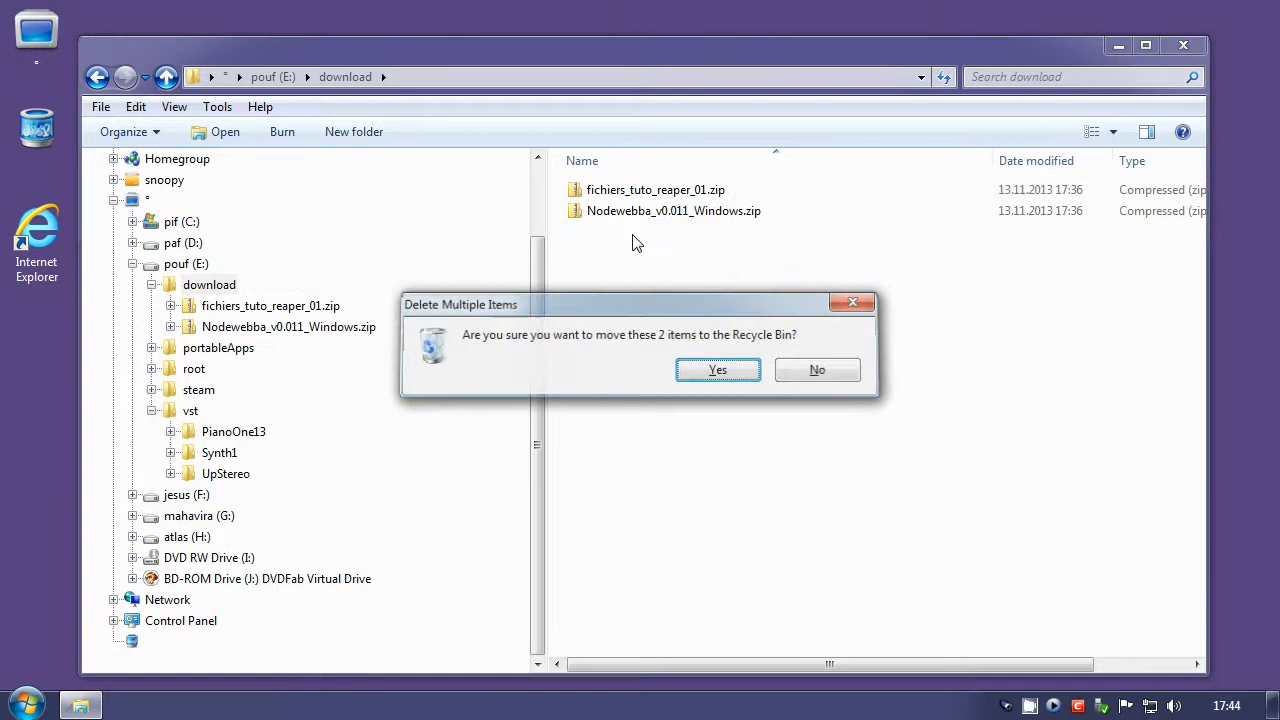 pouf (E:) download
Search download
File Edit View Tools Help
Organize Open Burn New folder
Homegroup
snoopy
pif (C:)
paf (D:)
pouf (E:)
download
fichiers_tuto_reaper_01.zip
Nodewebba_v0.011_Windows.zip
portableApps
root
steam
vst
PianoOne13
Synth1
UpStereo
jesus (F:)
mahavira (G:)
atlas (H:)
DVD RW Drive (I:)
BD-ROM Drive (J:) DVDFab Virtual Drive
Network
Control Panel
Name Date modified Type
fichiers_tuto_reaper_01.zip 13.11.2013 17:36 Compressed (zip
Nodewebba_v0.011_Windows.zip 13.11.2013 17:36 Compressed (zip
Delete Multiple Items
Are you sure you want to move these 2 items to the Recycle Bin?
Yes No
Internet
Explorer
17:44